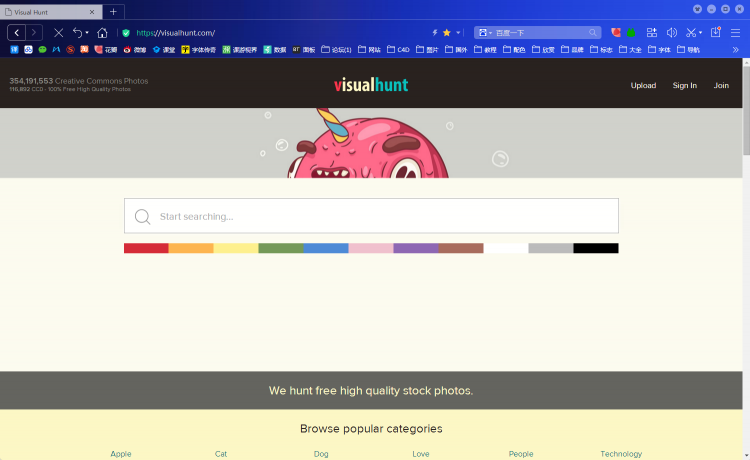 Visual Hunt
https://visualhunt.com/
百度一下
花瓣 微博 课堂 字体传奇 课游视界 数据 面板 论坛(1) 网站 C4D 图片 国外 教程 配色 欣赏 品牌 标志 大全 字体 导航
354,191,553 Creative Commons Photos
116,892 CC0 - 100% Free High Quality Photos
visualhunt
Upload Sign In Join
Start searching...
We hunt free high quality stock photos.
Browse popular categories
Apple Cat Dog Love People Technology